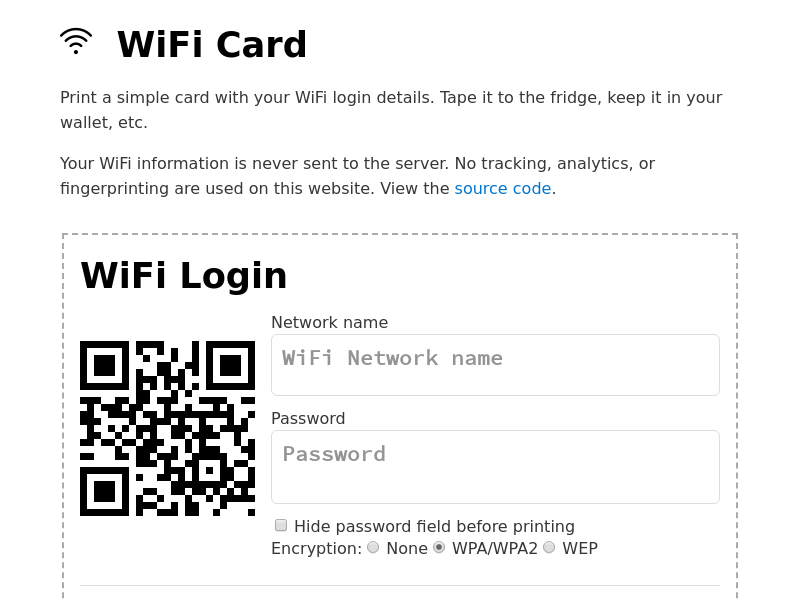 WiFi Card
Print a simple card with your WiFi login details. Tape it to the fridge, keep it in your
wallet, etc.
Your WiFi information is never sent to the server. No tracking, analytics, or
fingerprinting are used on this website. View the source code.
WiFi Login
Network name
WiFi Network name
Password
Password
Hide password field before printing
Encryption: None WPA/WPA2 WEP